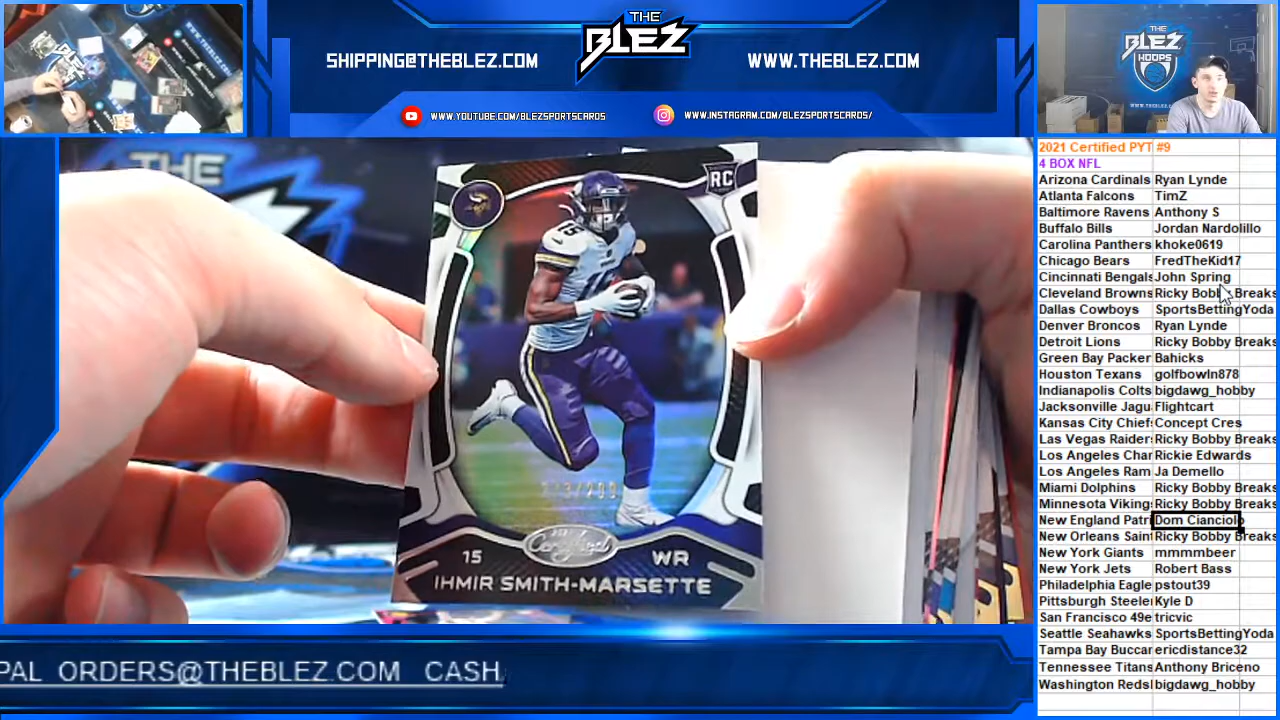 THE
BLEZ
SHIPPING@THEBLEZ.COM
WWW.THEBLEZ.COM
WWW.YOUTUBE.COM/BLEZSPORTSCARDS
WWW.INSTAGRAM.COM/BLEZSPORTSCARDS/
THE
BLEZ
HOOPS
THE
RC
15
Certified
15 WR
IHMIR SMITH-MARSETTE
PAL ORDERS@THEBLEZ.COM CASH
2021 Certified PYT #9
4 BOX NFL
Arizona Cardinals Ryan Lynde
Atlanta Falcons TimZ
Baltimore Ravens Anthony S
Buffalo Bills Jordan Nardolillo
Carolina Panthers khoke0619
Chicago Bears FredTheKid17
Cincinnati Bengals John Spring
Cleveland Browns Ricky Bobby Breaks
Dallas Cowboys SportsBettingYoda
Denver Broncos Ryan Lynde
Detroit Lions Ricky Bobby Breaks
Green Bay Packer Bahicks
Houston Texans golfbowln878
Indianapolis Colts bigdawg_hobby
Jacksonville Jagu Flightcart
Kansas City Chief Concept Cres
Las Vegas Raider Ricky Bobby Breaks
Los Angeles Char Rickie Edwards
Los Angeles Ram Ja Demello
Miami Dolphins Ricky Bobby Breaks
Minnesota Viking Ricky Bobby Breaks
New England Patri Dom Cianciolo
New Orleans Saint Ricky Bobby Breaks
New York Giants mmmmbeer
New York Jets Robert Bass
Philadelphia Eagle pstout39
Pittsburgh Steele Kyle D
San Francisco 49e tricvic
Seattle Seahawks SportsBettingYoda
Tampa Bay Buccar ericdistance32
Tennessee Titans Anthony Briceno
Washington Reds bigdawg_hobby